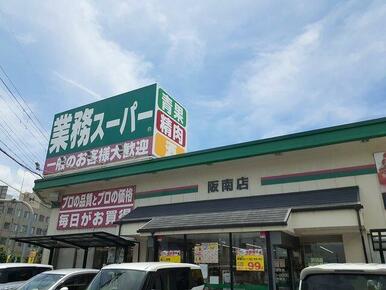 業務スーパー
一般のお客様大歓迎
青果
精肉
阪南店
プロの品質とプロの価格
毎日がお買得
99